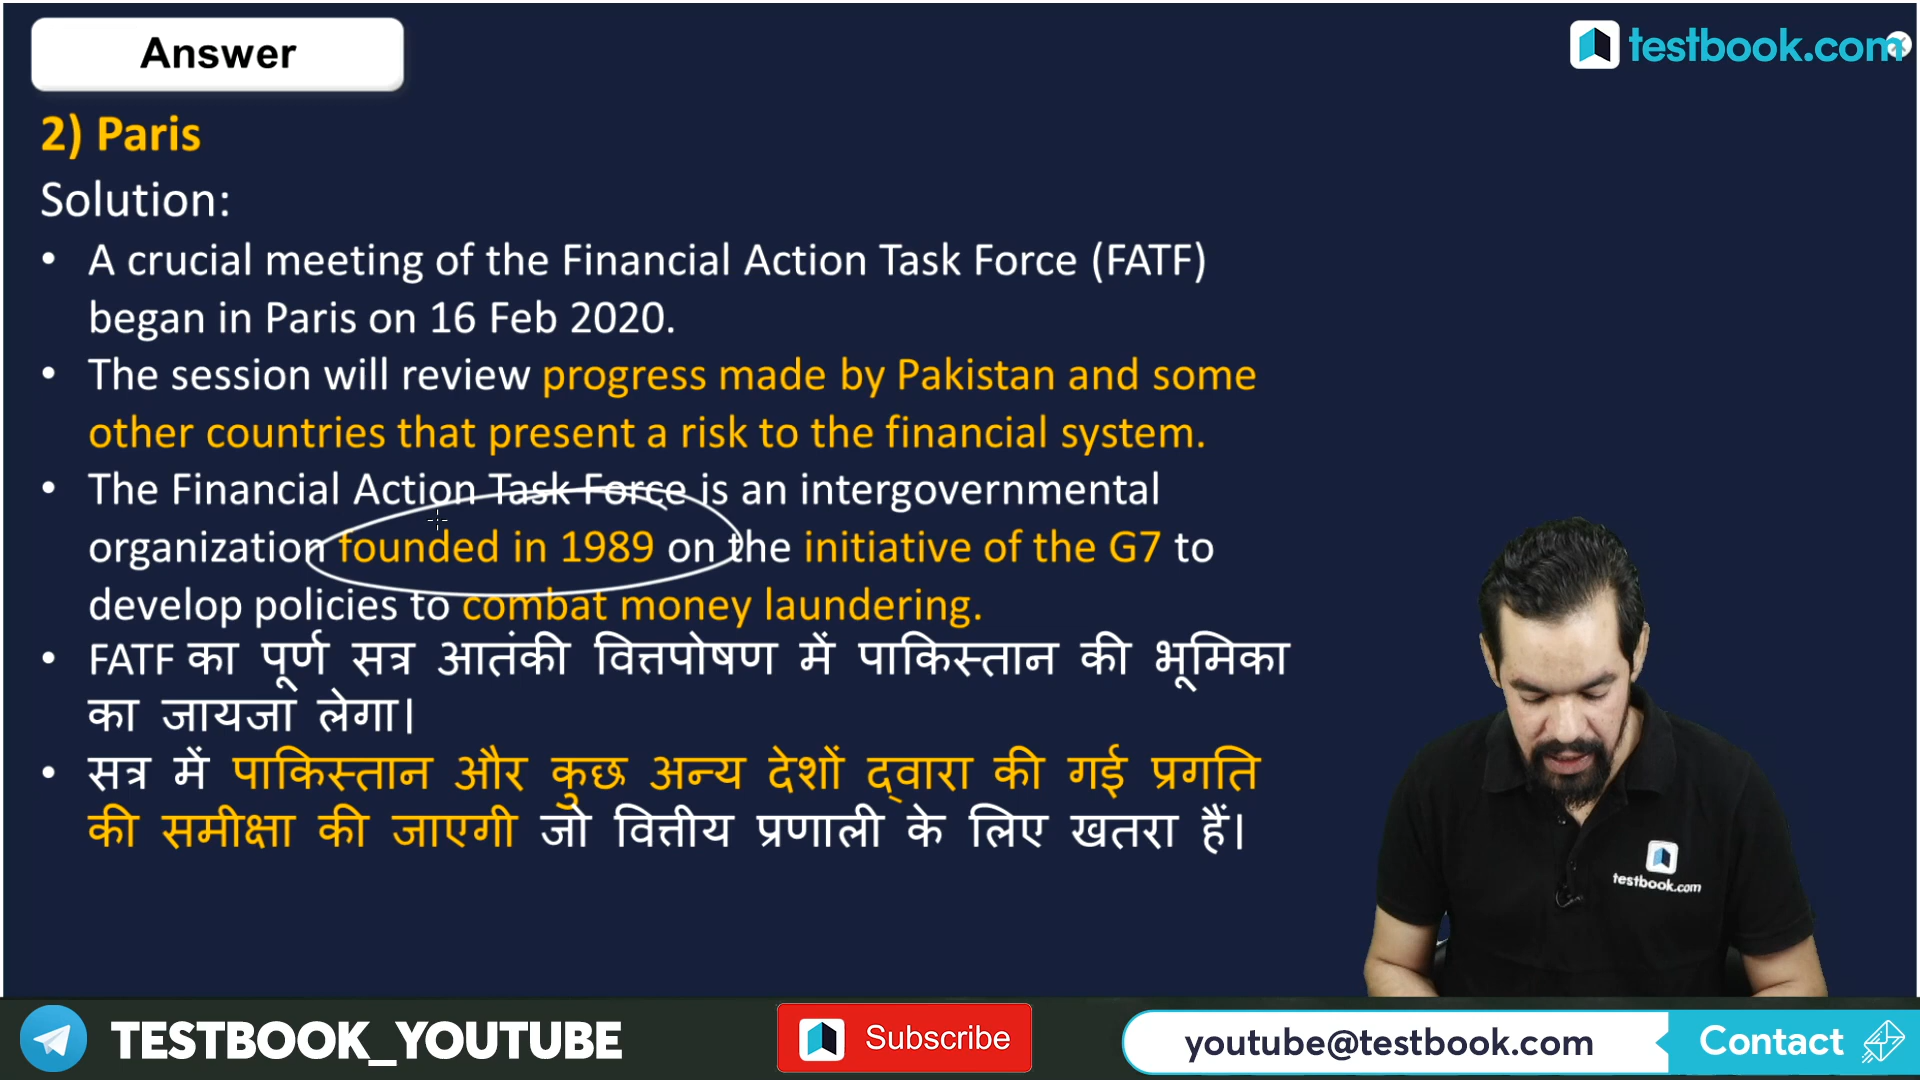 Answer
testbook.com
2) Paris
Solution:
• A crucial meeting of the Financial Action Task Force (FATF)
began in Paris on 16 Feb 2020.
• The session will review progress made by Pakistan and some
other countries that present a risk to the financial system.
• The Financial Action Task Force is an intergovernmental
organization founded in 1989 on the initiative of the G7 to
develop policies to combat money laundering.
• FATF का पूर्ण सत्र आतंकी वित्तपोषण में पाकिस्तान की भूमिका
का जायजा लेगा।
• सत्र में पाकिस्तान और कुछ अन्य देशों द्वारा की गई प्रगति
की समीक्षा की जाएगी जो वित्तीय प्रणाली के लिए खतरा हैं।
testbook.com
TESTBOOK_YOUTUBE
Subscribe
youtube@testbook.com
Contact